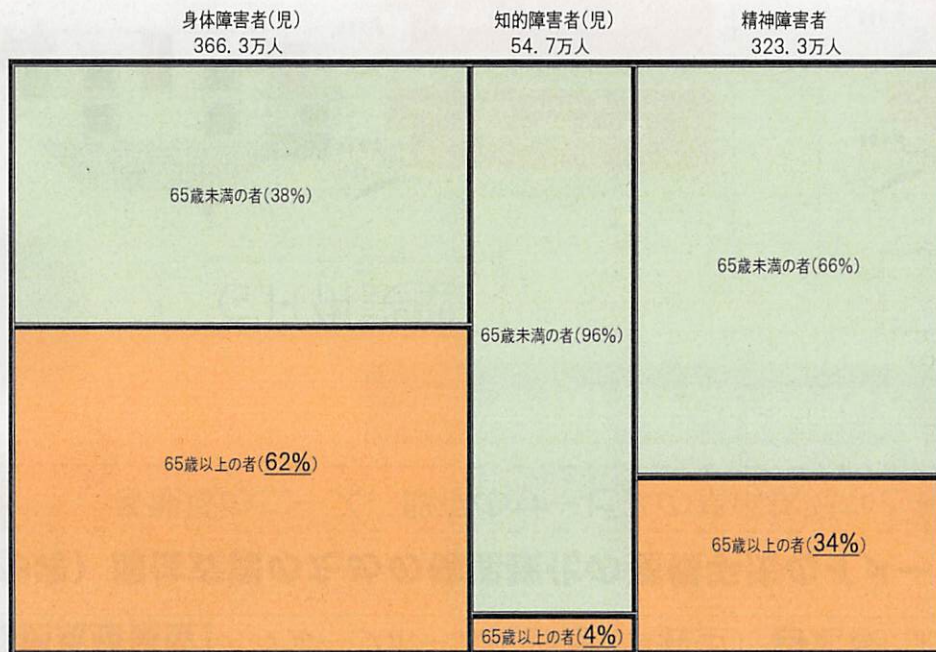 身体障害者(児)
366.3万人
知的障害者(児)
54.7万人
精神障害者
323.3万人
65歳未満の者(38%)
65歳以上の者(62%)
65歳未満の者(96%)
65歳以上の者(4%)
65歳未満の者(66%)
65歳以上の者(34%)